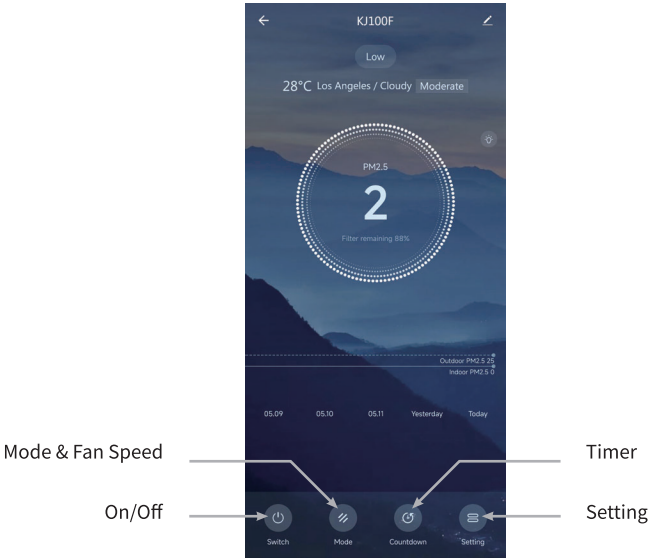 KJ100F
Low
28°C Los Angeles / Cloudy Moderate
PM2.5
2
Fitter remaining 88%
Outdoor PM2.5 25
Indoor PM2.5 0
05.09 05.10 05.11 Yesterday Today
Mode & Fan Speed
Timer
On/Off
Setting
Switch Mode Countdown Setting